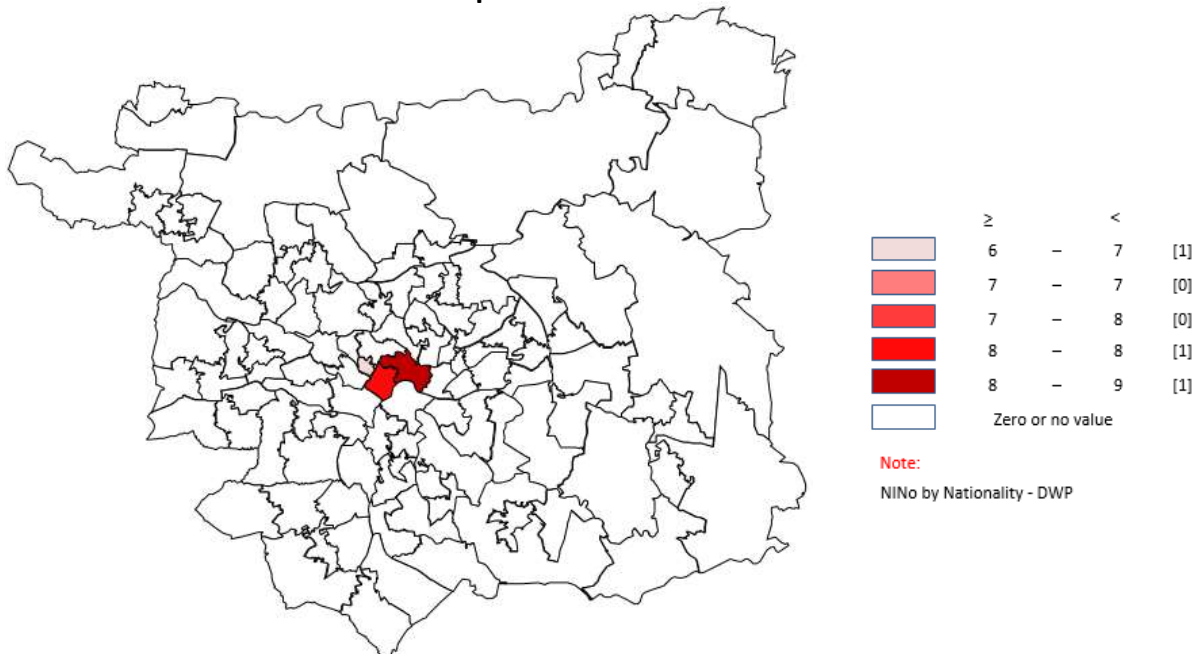 ≥ <
6 – 7 [1]
7 – 7 [0]
7 – 8 [0]
8 – 8 [1]
8 – 9 [1]
Zero or no value
Note:
NINo by Nationality - DWP